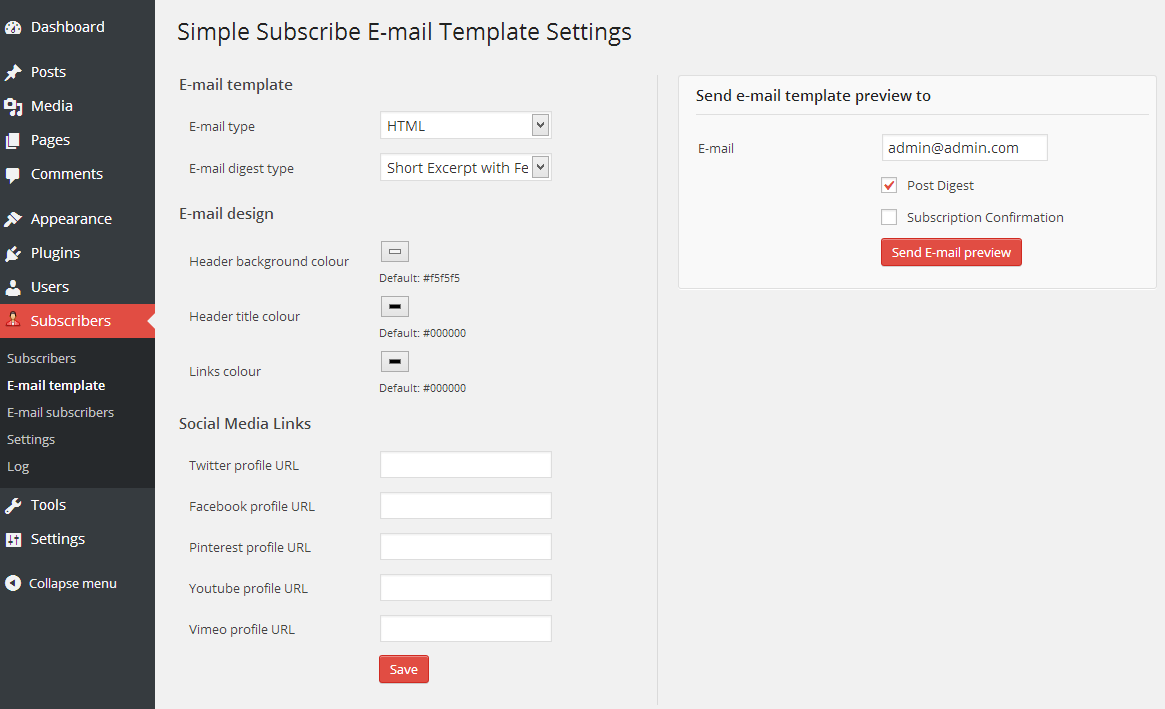 Dashboard
Posts
Media
Pages
Comments
Appearance
Plugins
Users
Subscribers
Subscribers
E-mail template
E-mail subscribers
Settings
Log
Tools
Settings
Collapse menu
Simple Subscribe E-mail Template Settings
E-mail template
E-mail type HTML
E-mail digest type Short Excerpt with Fe
E-mail design
Header background colour
Default: #f5f5f5
Header title colour
Default: #000000
Links colour
Default: #000000
Social Media Links
Twitter profile URL
Facebook profile URL
Pinterest profile URL
Youtube profile URL
Vimeo profile URL
Save
Send e-mail template preview to
E-mail admin@admin.com
Post Digest
Subscription Confirmation
Send E-mail preview